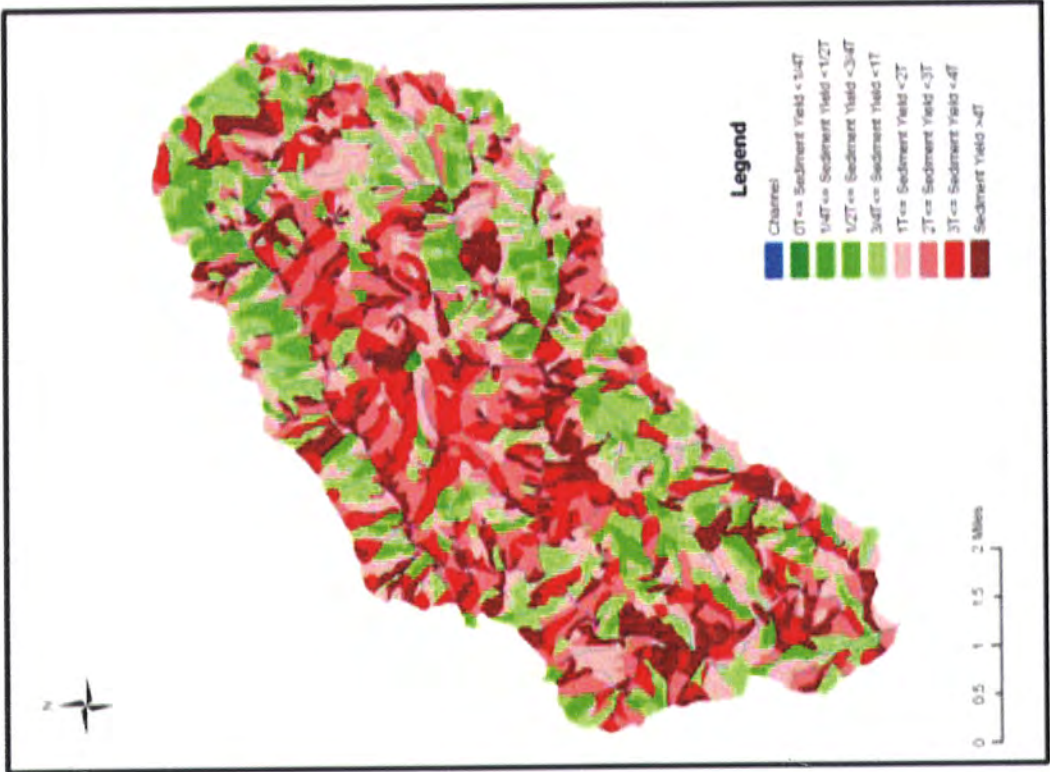 N
Legend
Channel
0T <= Sediment Yield < 1/4T
1/4T <= Sediment Yield < 1/2T
1/2T <= Sediment Yield < 3/4T
3/4T <= Sediment Yield < 1T
1T <= Sediment Yield < 2T
2T <= Sediment Yield < 3T
3T <= Sediment Yield < 4T
Sediment Yield > 4T
0 0.5 1 1.5 2 Miles